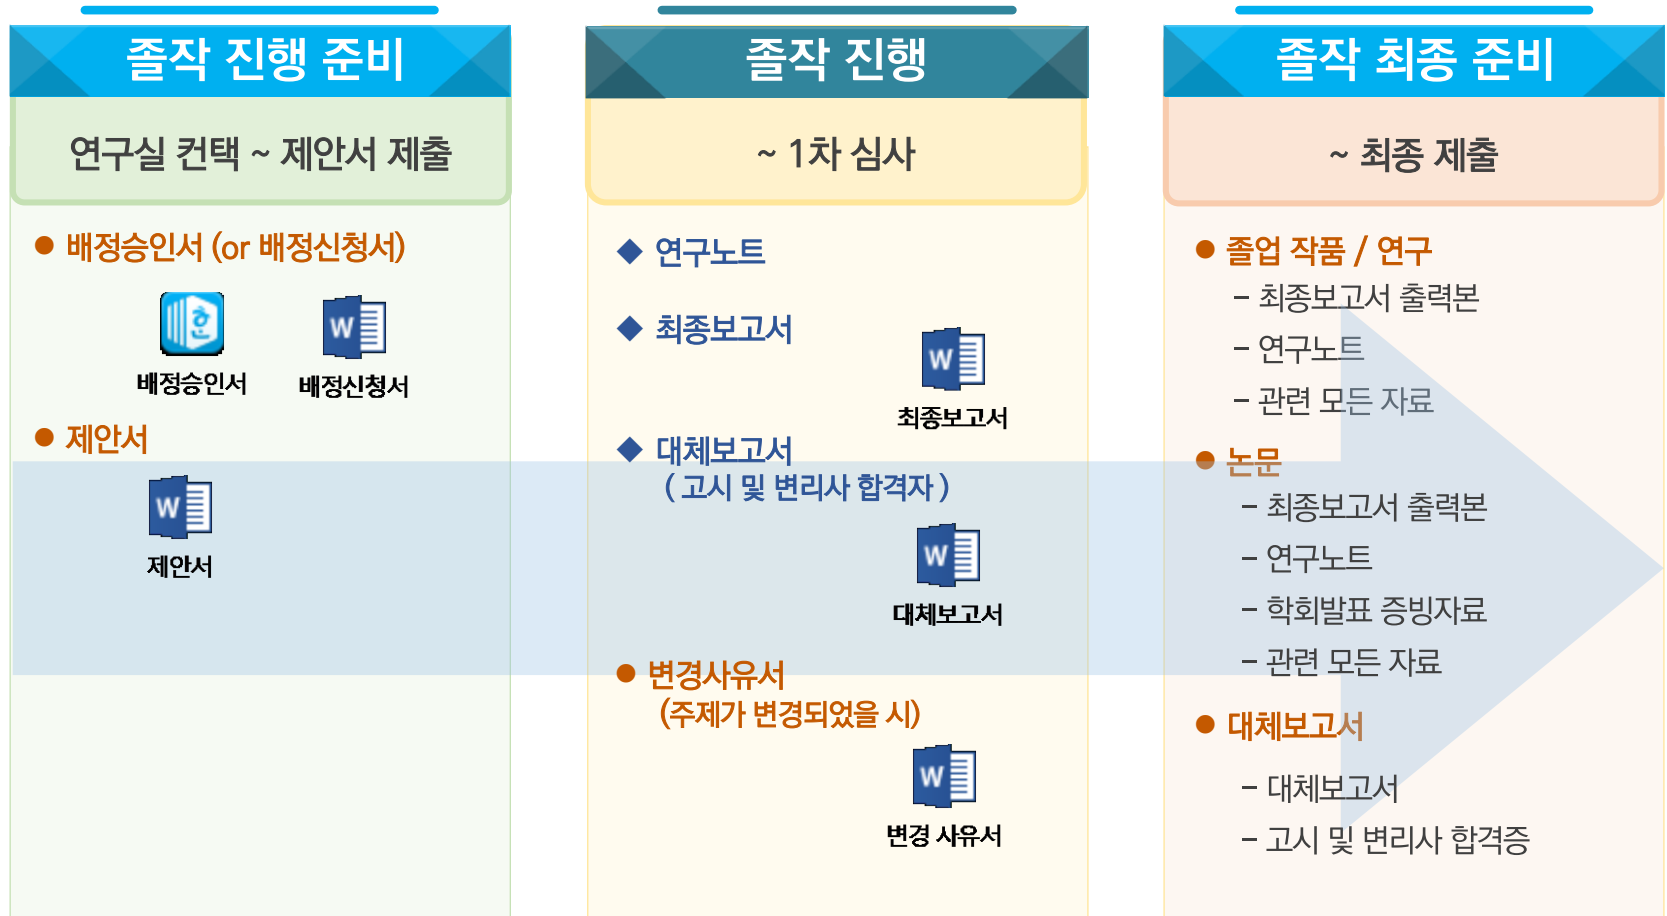 졸작 진행 준비
연구실 컨택 ~ 제안서 제출
● 배정승인서 (or 배정신청서)
한
W
배정승인서
배정신청서
● 제안서
W
제안서
졸작 진행
~ 1차 심사
◆ 연구노트
◆ 최종보고서
W
최종보고서
◆ 대체보고서
( 고시 및 변리사 합격자 )
W
대체보고서
● 변경사유서
(주제가 변경되었을 시)
W
변경 사유서
졸작 최종 준비
~ 최종 제출
● 졸업 작품 / 연구
– 최종보고서 출력본
– 연구노트
– 관련 모든 자료
● 논문
– 최종보고서 출력본
– 연구노트
– 학회발표 증빙자료
– 관련 모든 자료
● 대체보고서
– 대체보고서
– 고시 및 변리사 합격증